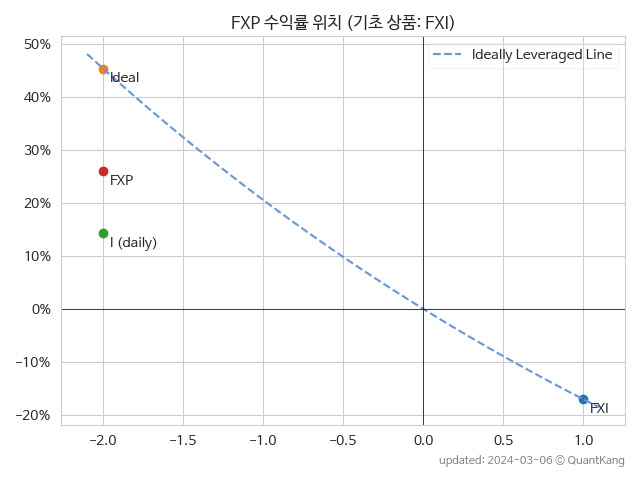 FXP 수익률 위치 (기초 상품: FXI)
50%
40%
30%
20%
10%
0%
−10%
−20%
Ideally Leveraged Line
Ideal
FXP
I (daily)
FXI
−2.0 −1.5 −1.0 −0.5 0.0 0.5 1.0
updated: 2024-03-06 © QuantKang